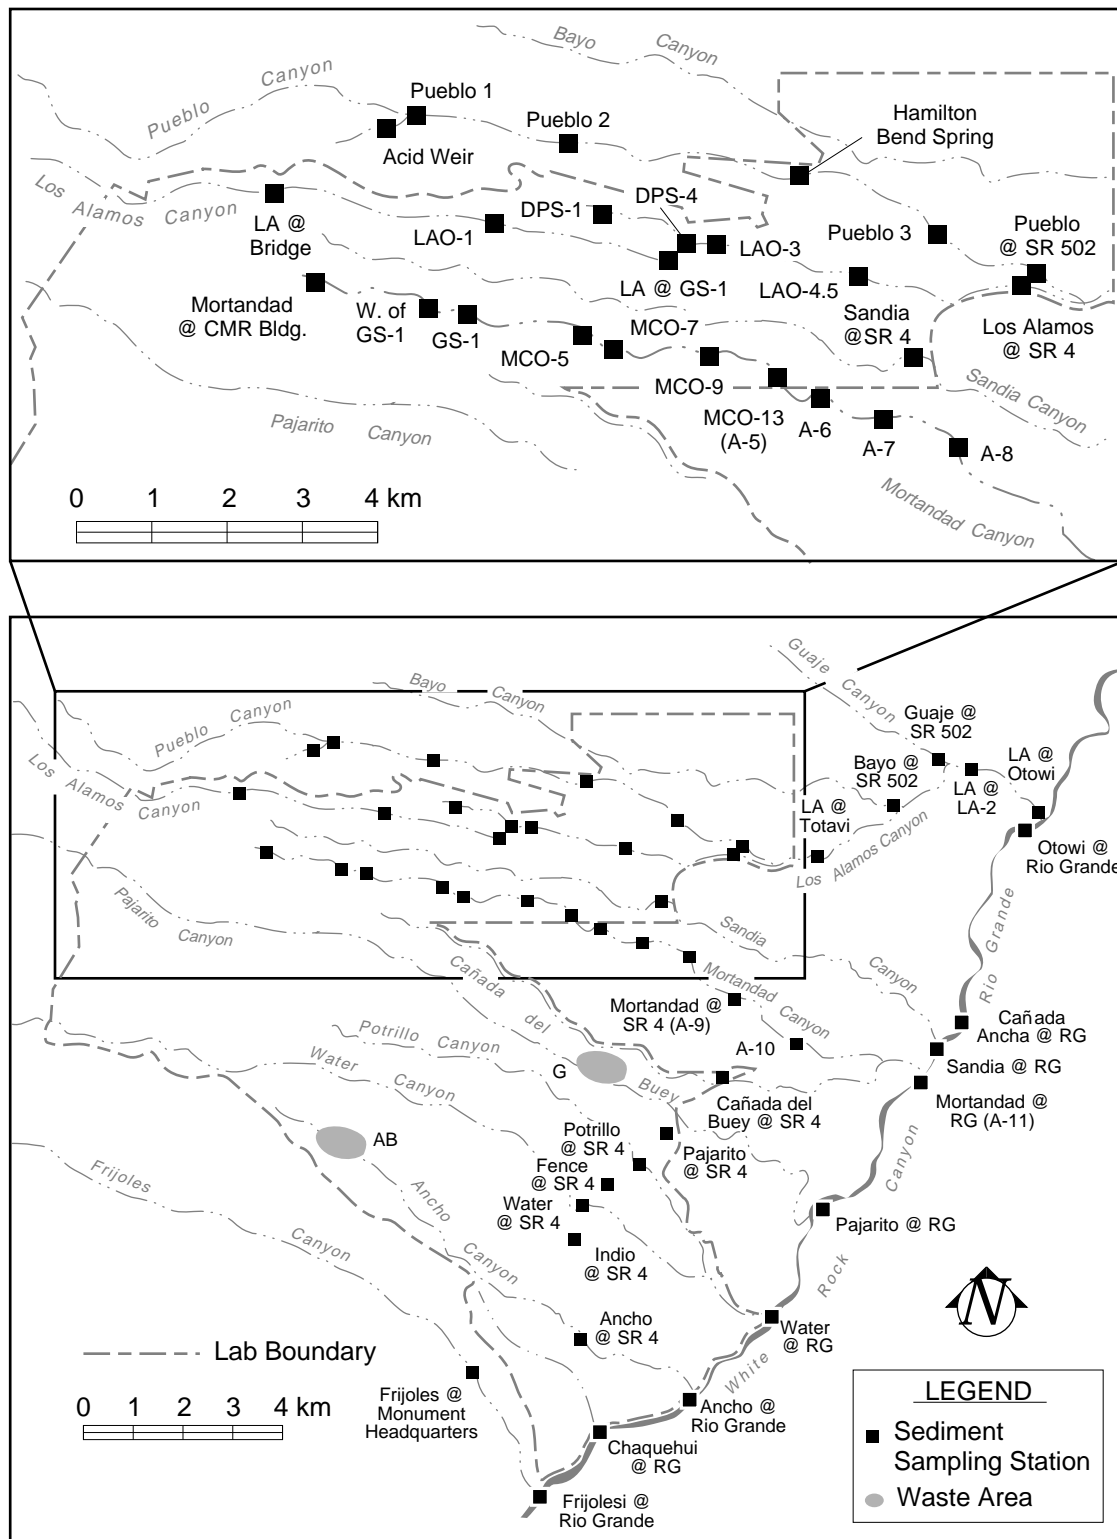 Bayo Canyon
Pueblo Canyon
Pueblo 1
Pueblo 2
Acid Weir
Hamilton
Bend Spring
Los Alamos Canyon
LA @
Bridge
LAO-1
DPS-1
DPS-4
LAO-3
LA @ GS-1
Pueblo 3
LAO-4.5
Pueblo
@ SR 502
Los Alamos
@ SR 4
Sandia
@SR 4
Mortandad
@ CMR Bldg.
W. of
GS-1
GS-1
MCO-5
MCO-7
MCO-9
MCO-13
(A-5)
A-6
A-7
A-8
Sandia Canyon
Mortandad Canyon
Pajarito Canyon
0 1 2 3 4 km
Guaje Canyon
Bayo Canyon
Pueblo Canyon
Los Alamos Canyon
Guaje @
SR 502
Bayo @
SR 502
LA @
Otowi
LA @
LA-2
LA @
Totavi
Los Alamos Canyon
Otowi @
Rio Grande
Rio Grande
Pajarito Canyon
Sandia Canyon
Mortandad Canyon
Cañada del Buey
Mortandad @
SR 4 (A-9)
A-10
Cañada
Ancha @ RG
Sandia @ RG
Mortandad @
RG (A-11)
Potrillo Canyon
Water Canyon
G
Cañada del
Buey @ SR 4
AB
Potrillo
@ SR 4
Pajarito
@ SR 4
Fence
@ SR 4
Water
@ SR 4
Indio
@ SR 4
Frijoles Canyon
Ancho Canyon
Pajarito @ RG
White Rock Canyon
N
Ancho
@ SR 4
Water
@ RG
Lab Boundary
0 1 2 3 4 km
Frijoles @
Monument
Headquarters
Ancho @
Rio Grande
Chaquehui
@ RG
Frijolesi @
Rio Grande
LEGEND
Sediment
Sampling Station
Waste Area